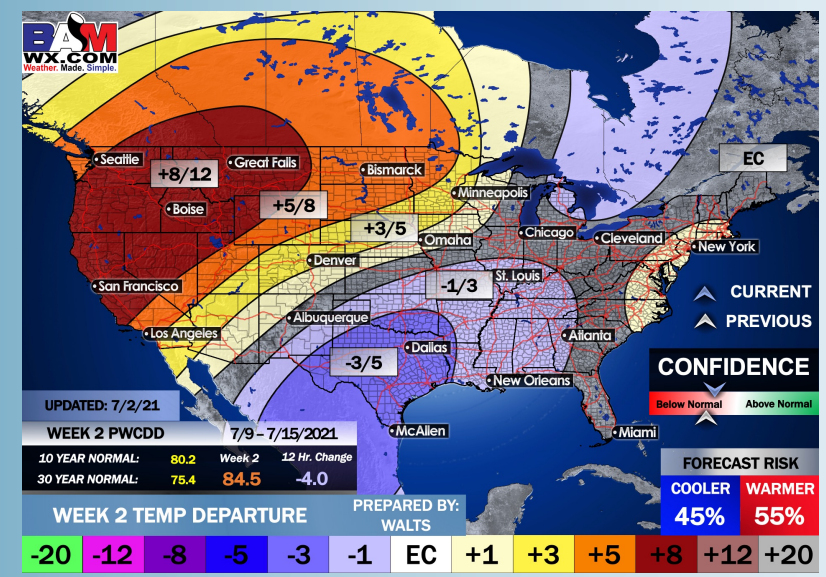 BAM
WX.COM
Weather. Made. Simple.
EC
Seattle
Great Falls
+8/12
Bismarck
Minneapolis
Boise
+5/8
+3/5
Omaha
Chicago
Cleveland
New York
Denver
San Francisco
-1/3
St. Louis
CURRENT
PREVIOUS
Albuquerque
Los Angeles
Atlanta
Dallas
-3/5
New Orleans
McAllen
Miami
CONFIDENCE
Below Normal Above Normal
UPDATED: 7/2/21
WEEK 2 PWCDD 7/9 – 7/15/2021
10 YEAR NORMAL: 80.2 Week 2 12 Hr. Change
30 YEAR NORMAL: 75.4 84.5 -4.0
FORECAST RISK
COOLER WARMER
45% 55%
WEEK 2 TEMP DEPARTURE
PREPARED BY:
WALTS
-20 -12 -8 -5 -3 -1 EC +1 +3 +5 +8 +12 +20